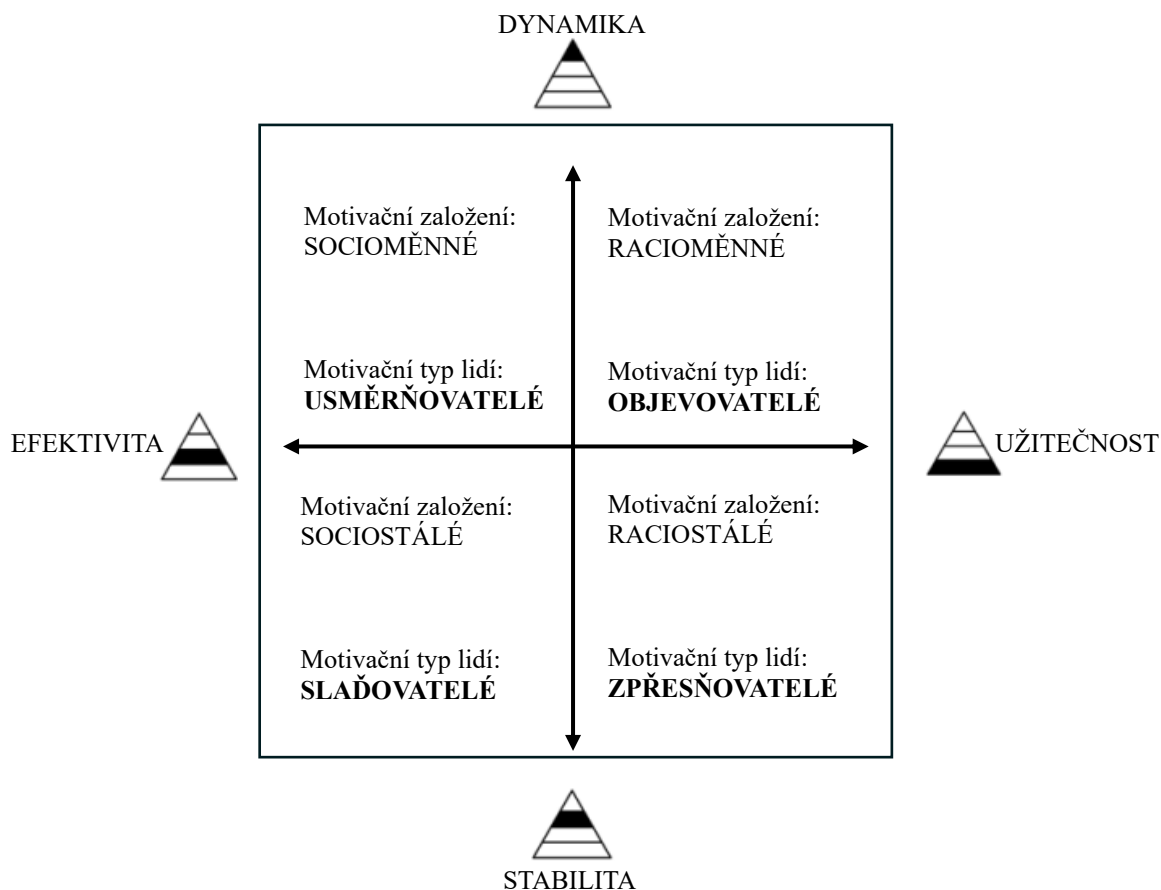 DYNAMIKA
Motivační založení:
SOCIOMĚNNÉ
Motivační založení:
RACIOMĚNNÉ
Motivační typ lidí:
USMĚRŇOVATELÉ
Motivační typ lidí:
OBJEVOVATELÉ
EFEKTIVITA
UŽITEČNOST
Motivační založení:
SOCIOSTÁLÉ
Motivační založení:
RACIOSTÁLÉ
Motivační typ lidí:
SLAĎOVATELÉ
Motivační typ lidí:
ZPŘESŇOVATELÉ
STABILITA